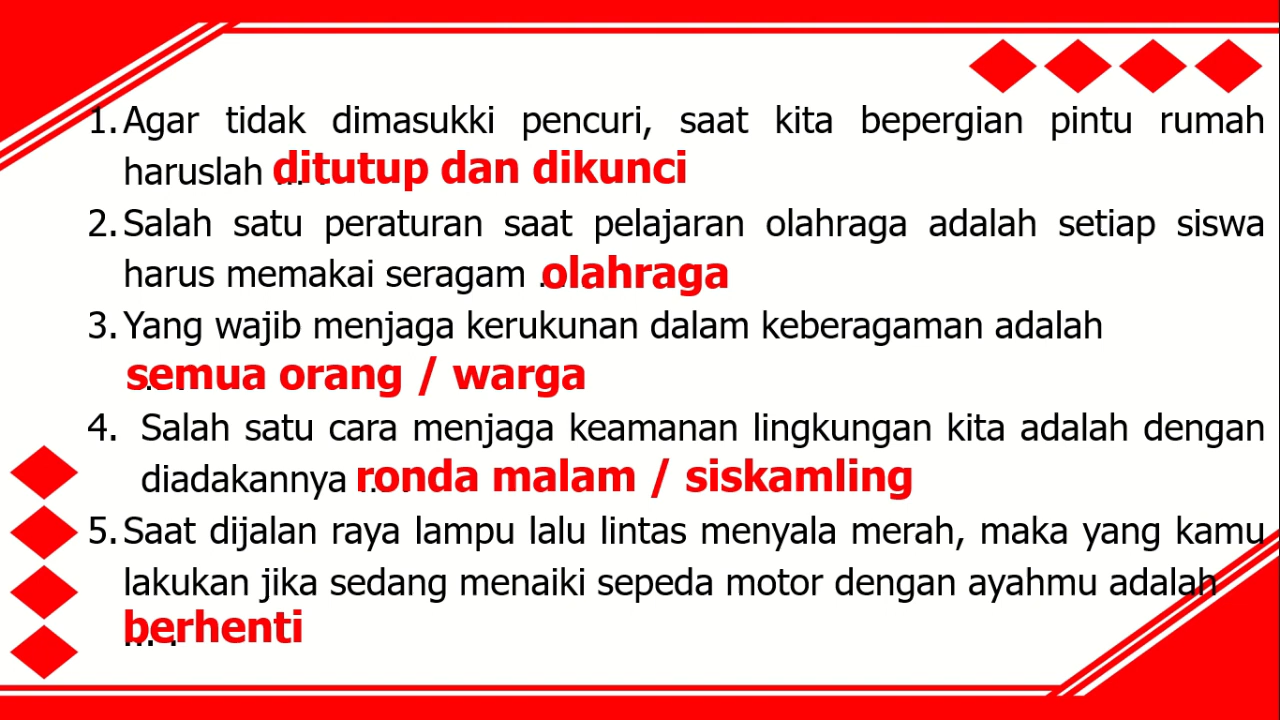 1. Agar tidak dimasukki pencuri, saat kita bepergian pintu rumah
haruslah ... . ditutup dan dikunci
2. Salah satu peraturan saat pelajaran olahraga adalah setiap siswa
harus memakai seragam ... . olahraga
3. Yang wajib menjaga kerukunan dalam keberagaman adalah
... . semua orang / warga
4. Salah satu cara menjaga keamanan lingkungan kita adalah dengan
diadakannya ... . ronda malam / siskamling
5. Saat dijalan raya lampu lalu lintas menyala merah, maka yang kamu
lakukan jika sedang menaiki sepeda motor dengan ayahmu adalah
... . berhenti